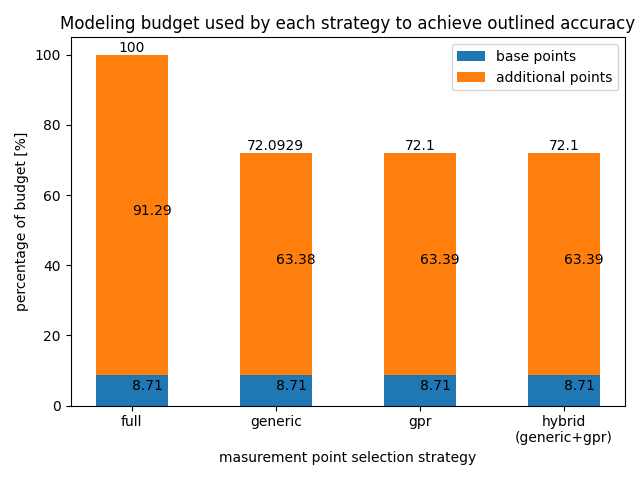 Modeling budget used by each strategy to achieve outlined accuracy
base points
additional points
percentage of budget [%]
100
80
60
40
20
0
100
72.0929
72.1
72.1
91.29
63.38
63.39
63.39
8.71
8.71
8.71
8.71
full
generic
gpr
hybrid
(generic+gpr)
masurement point selection strategy